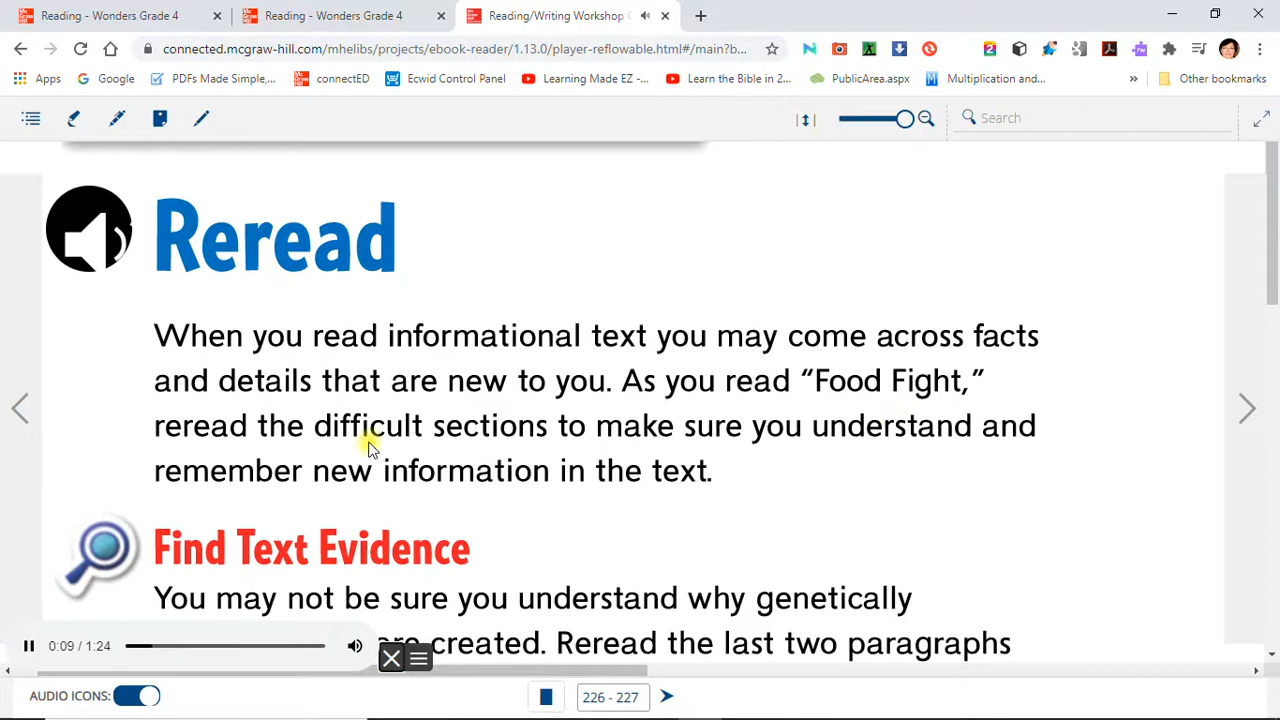 Reading - Wonders Grade 4
Reading - Wonders Grade 4
Reading/Writing Workshop
connected.mcgraw-hill.com/mhelibs/projects/ebook-reader/1.13.0/player-reflowable.html#/main?b...
Apps
Google
PDFs Made Simple,...
connectED
Ecwid Control Panel
Learning Made EZ -...
Learn the Bible in 2...
PublicArea.aspx
Multiplication and...
»
Other bookmarks
Search
Reread
When you read informational text you may come across facts
and details that are new to you. As you read “Food Fight,”
reread the difficult sections to make sure you understand and
remember new information in the text.
Find Text Evidence
You may not be sure you understand why genetically
created. Reread the last two paragraphs
0:09 / 1:24
AUDIO ICONS:
226 - 227